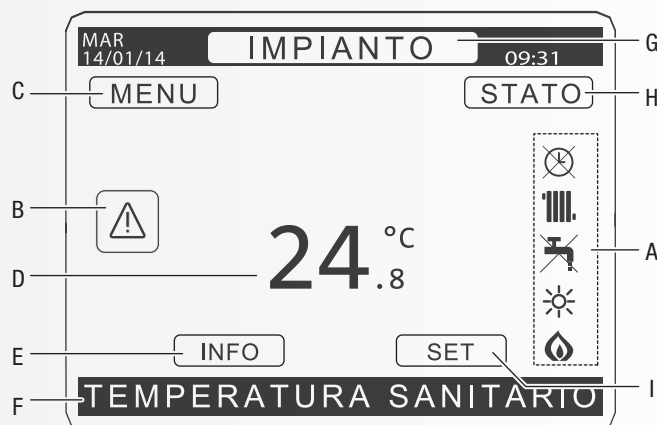 MAR
14/01/14
IMPIANTO
09:31
G
C
MENU
STATO
H
B
A
24.8 °C
D
E
INFO
SET
I
F
TEMPERATURA SANITARIO